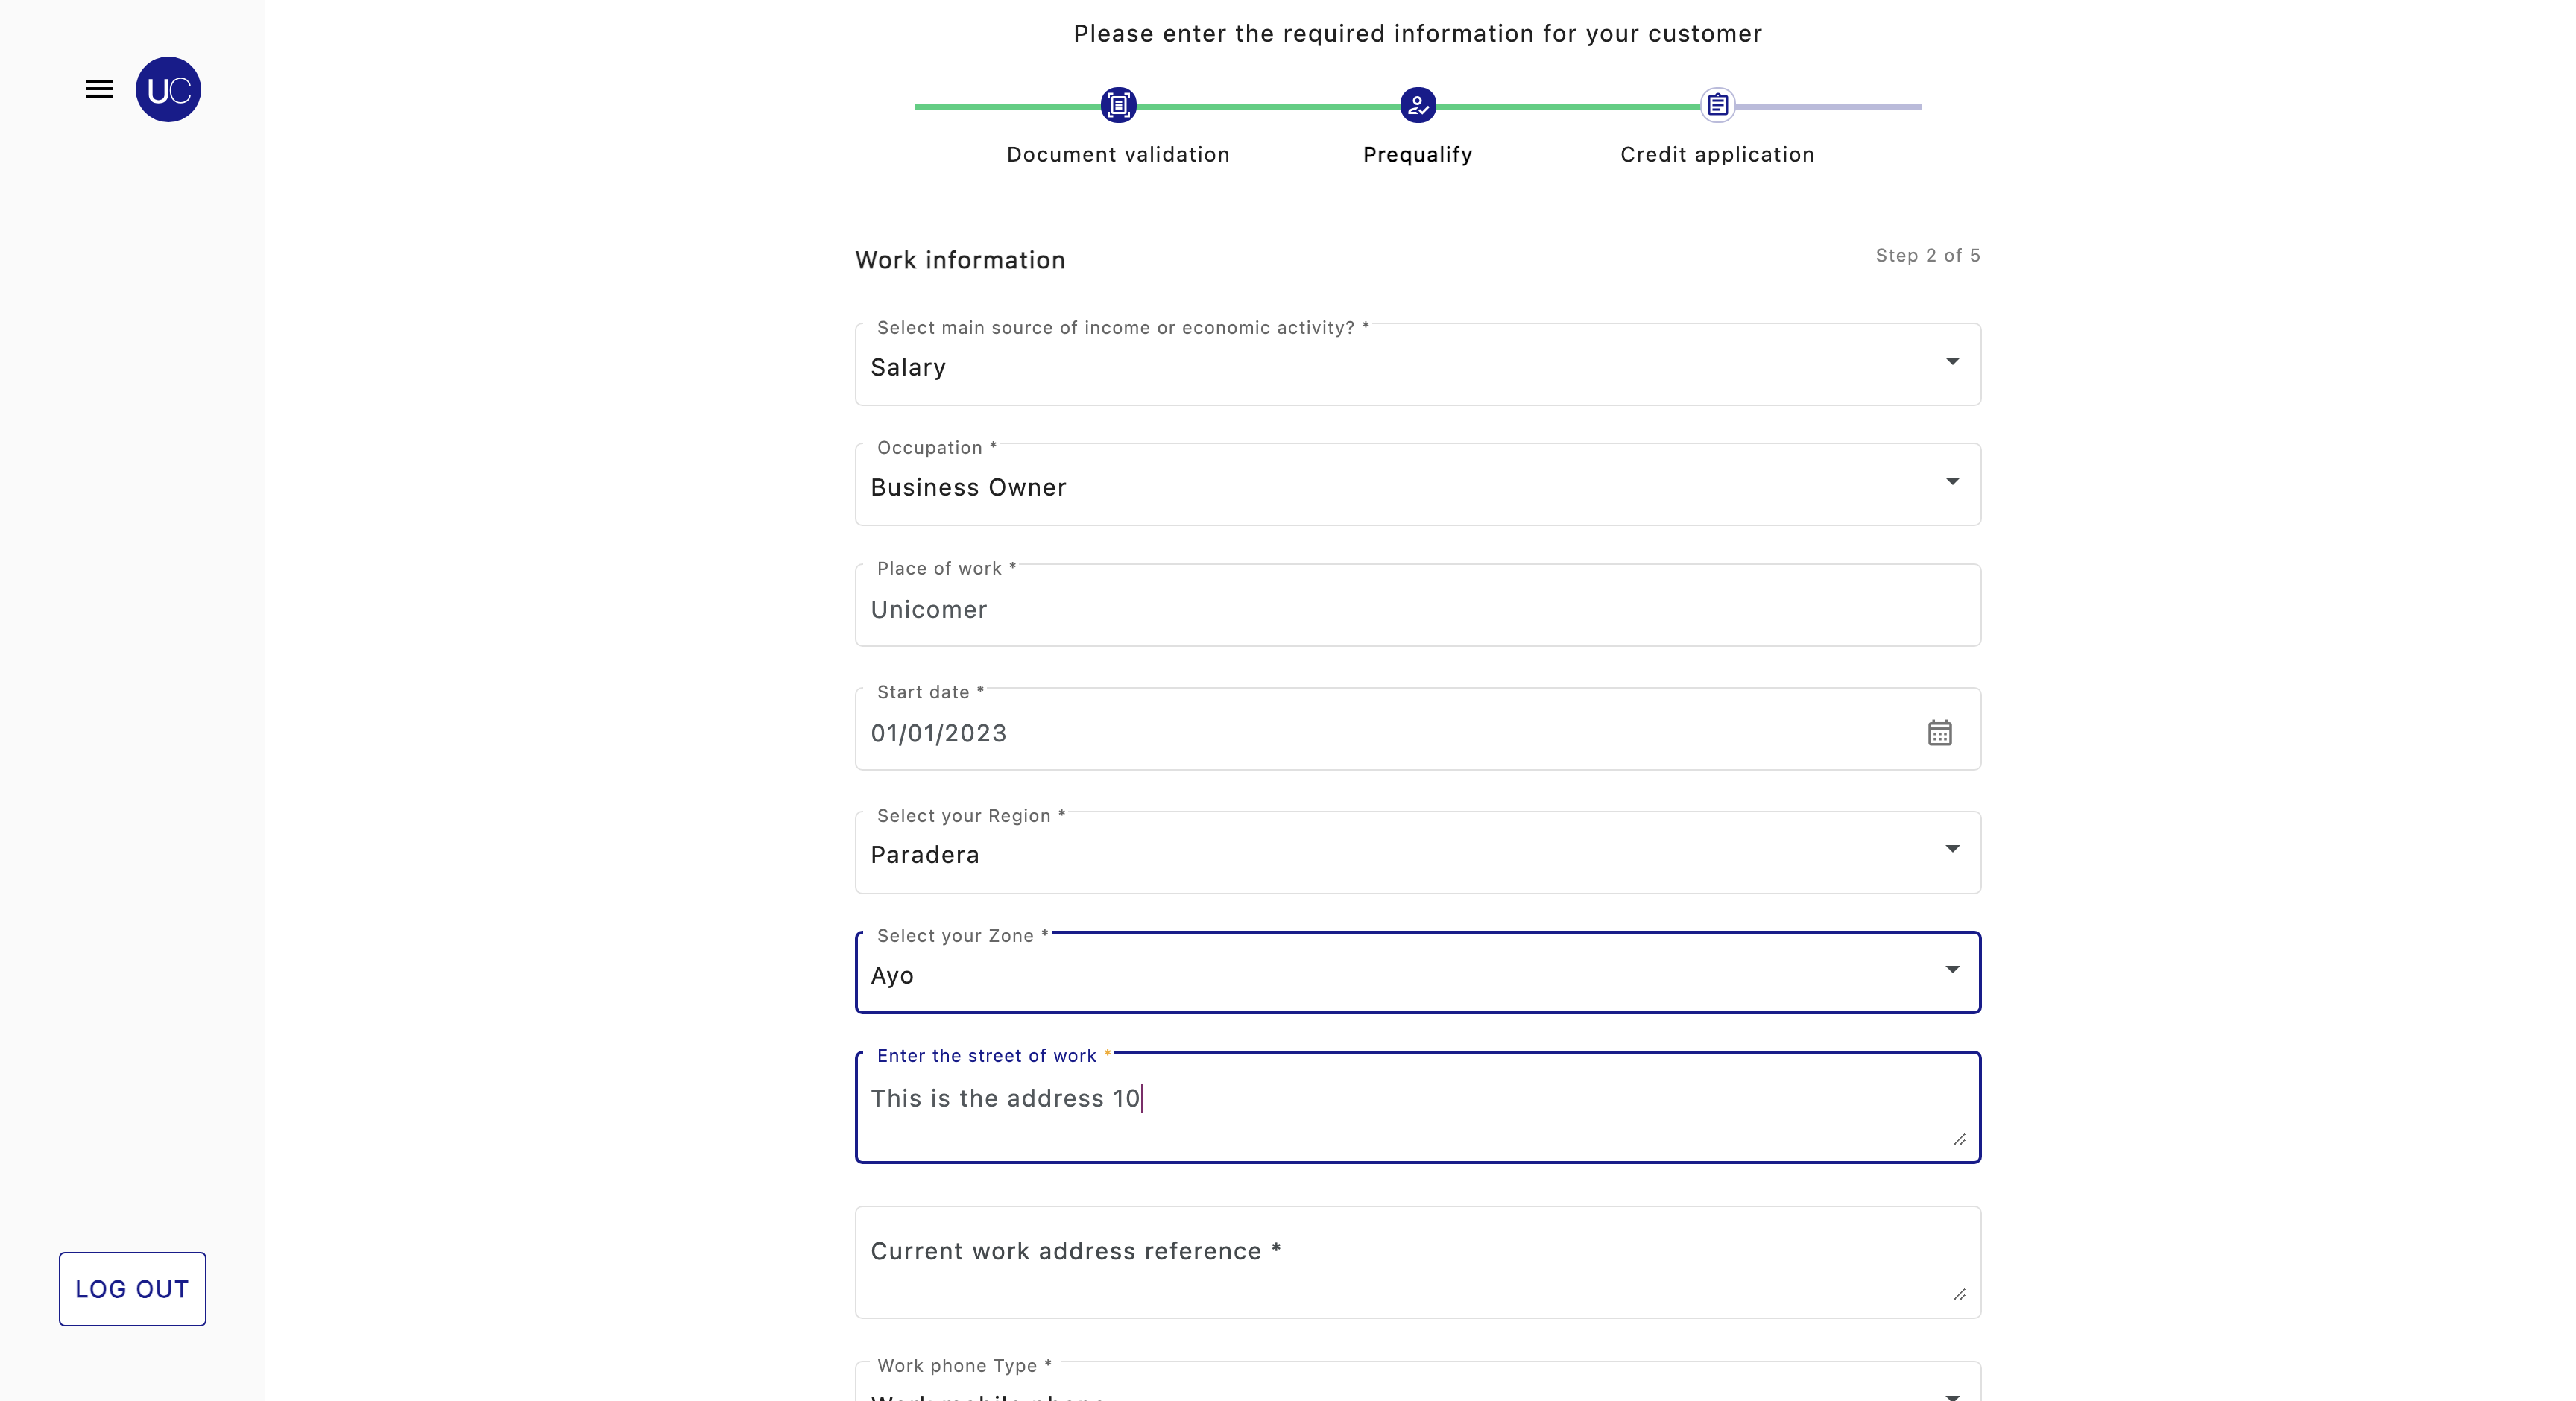 Please enter the required information for your customer
UC
Document validation
Prequalify
Credit application
Work information
Step 2 of 5
Select main source of income or economic activity? *
Salary
Occupation *
Business Owner
Place of work *
Unicomer
Start date *
01/01/2023
Select your Region *
Paradera
Select your Zone *
Ayo
Enter the street of work *
This is the address 10
Current work address reference *
LOG OUT
Work phone Type *
Work mobile phone